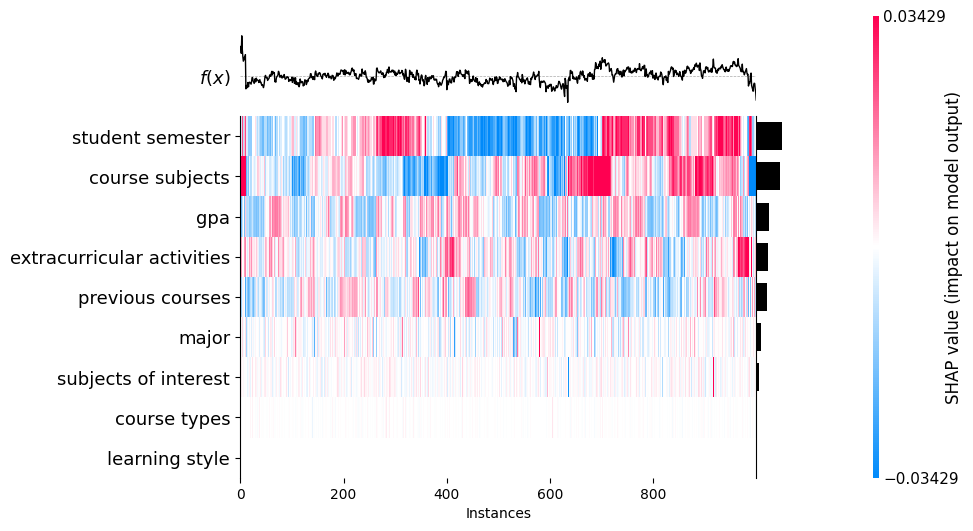 0.03429
f(x)
student semester
course subjects
gpa
extracurricular activities
previous courses
major
subjects of interest
course types
learning style
0 200 400 600 800
Instances
SHAP value (impact on model output)
−0.03429